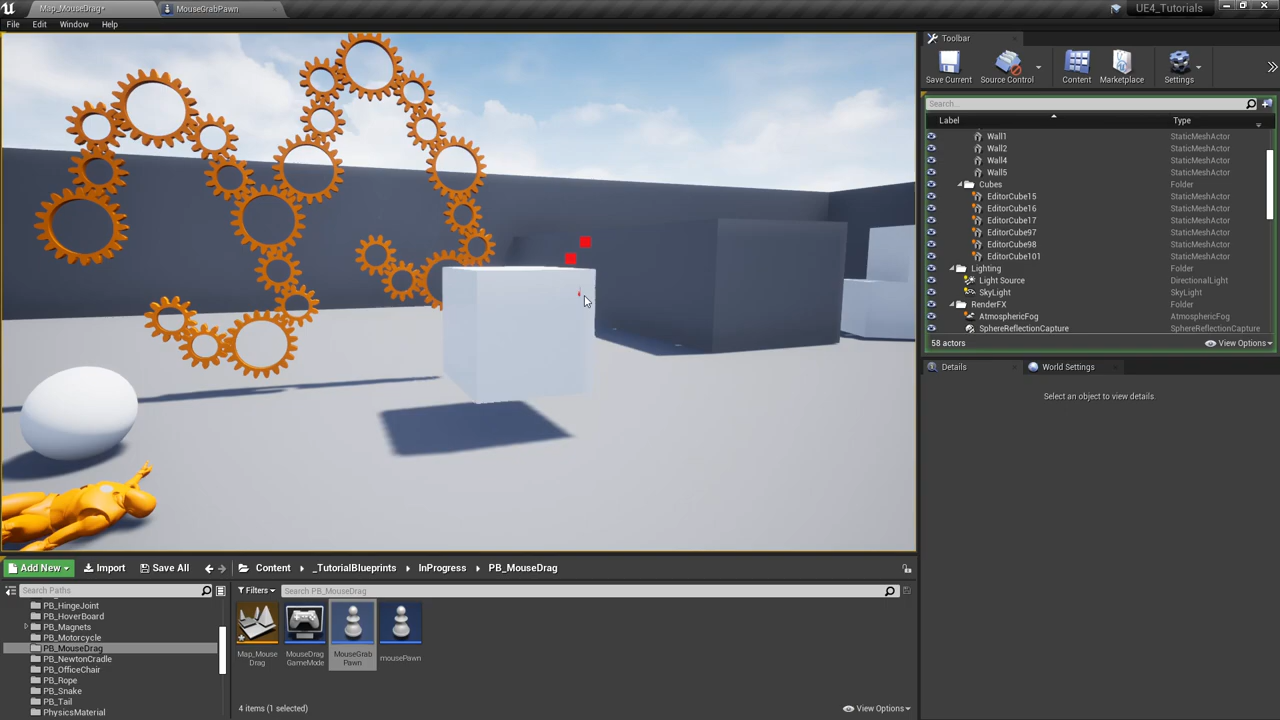 Map_MouseDrag*
MouseGrabPawn
UE4_Tutorials
File Edit Window Help
Toolbar
Save Current
Source Control
Content
Marketplace
Settings
Search...
Label Type
Wall1 StaticMeshActor
Wall2 StaticMeshActor
Wall4 StaticMeshActor
Wall5 StaticMeshActor
Cubes Folder
EditorCube15 StaticMeshActor
EditorCube16 StaticMeshActor
EditorCube17 StaticMeshActor
EditorCube97 StaticMeshActor
EditorCube98 StaticMeshActor
EditorCube101 StaticMeshActor
Lighting Folder
Light Source DirectionalLight
SkyLight SkyLight
RenderFX Folder
AtmosphericFog AtmosphericFog
SphereReflectionCapture SphereReflectionCapture
58 actors View Options
Details World Settings
Select an object to view details.
Add New Import Save All Content _TutorialBlueprints InProgress PB_MouseDrag
Search Paths
Filters Search PB_MouseDrag
PB_HingeJoint
PB_HoverBoard
PB_Magnets
PB_Motorcycle
PB_MouseDrag
PB_NewtonCradle
PB_OfficeChair
PB_Rope
PB_Snake
PB_Tail
PhysicsMaterial
Map_Mouse
Drag
MouseDrag
GameMode
MouseGrab
Pawn
mousePawn
4 items (1 selected) View Options